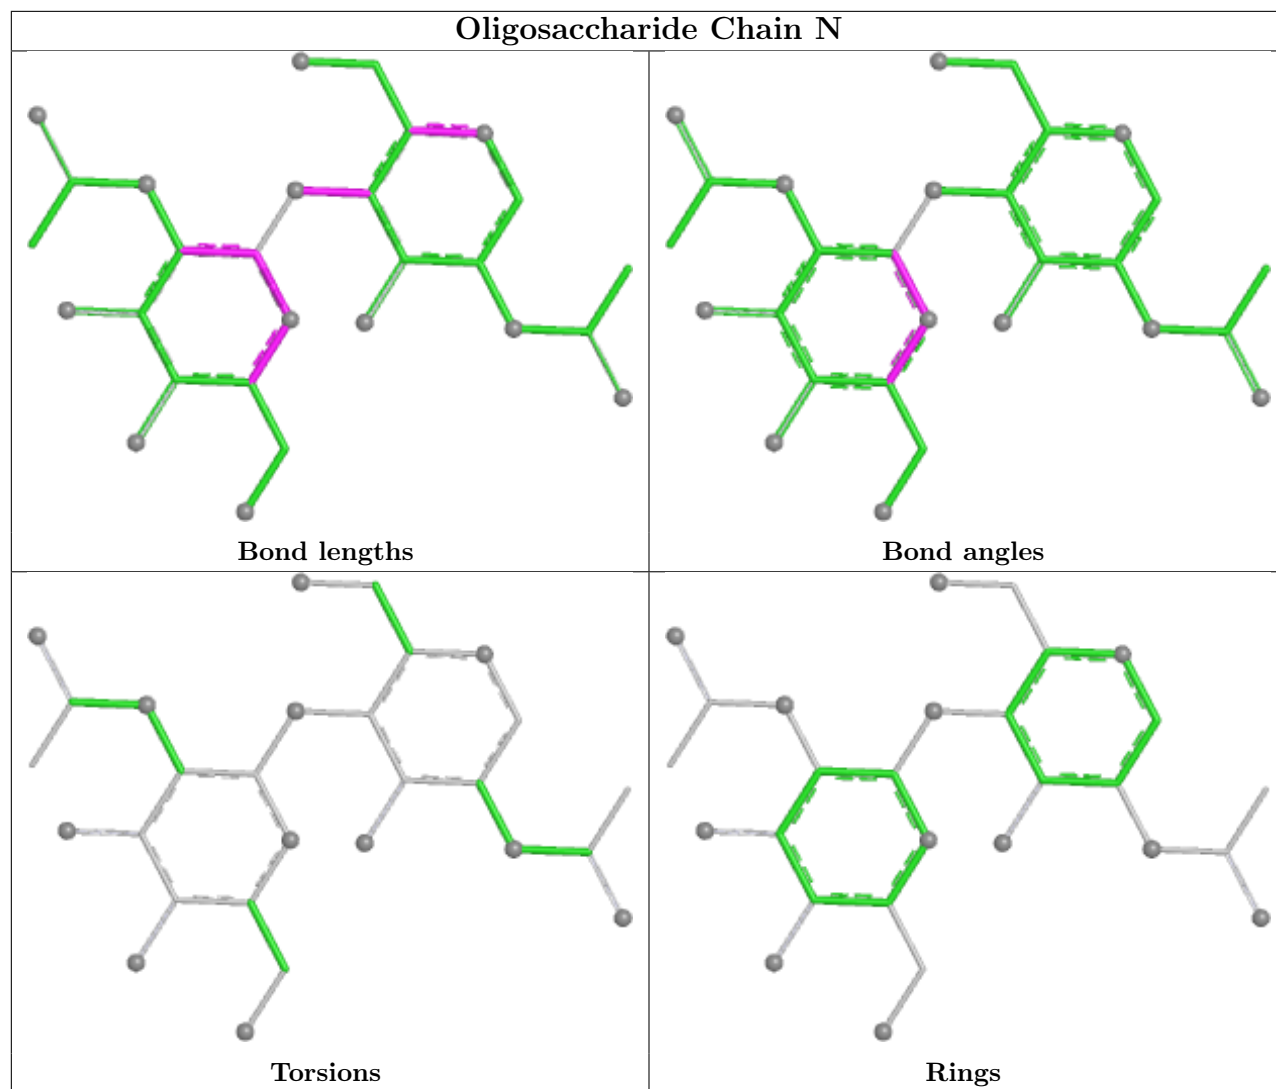 Oligosaccharide Chain N
Bond lengths
Bond angles
Torsions
Rings